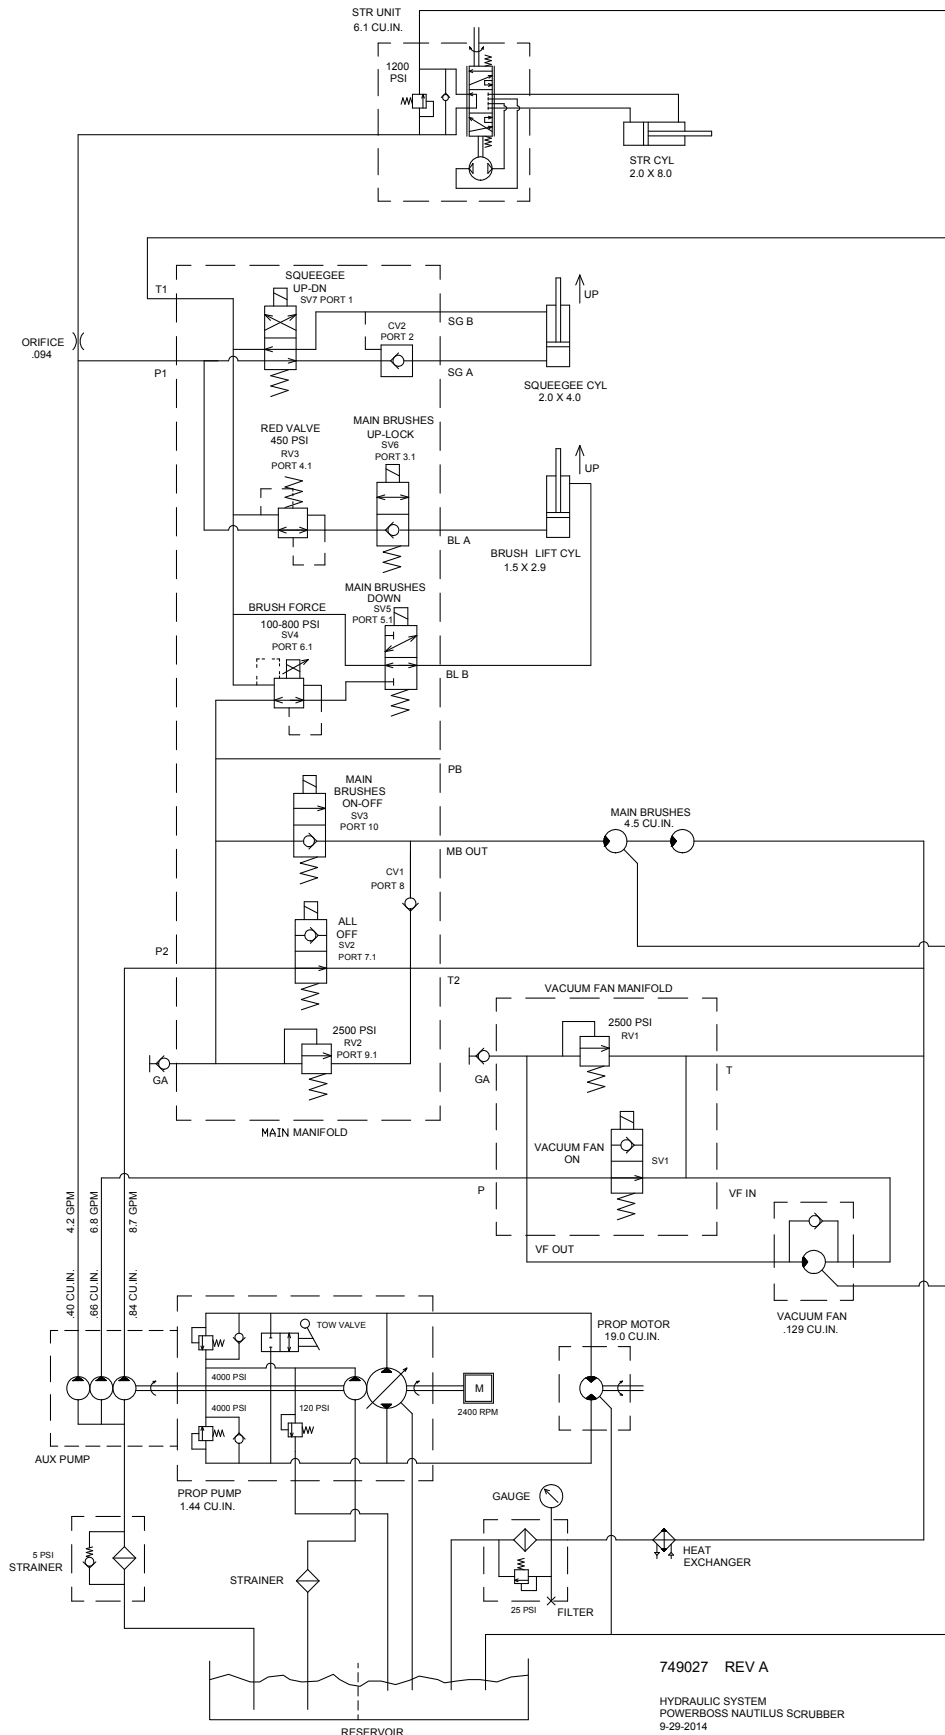 STR UNIT
6.1 CU.IN.
1200
PSI
STR CYL
2.0 X 8.0
SQUEEGEE
UP-DN
SV7 PORT 1
T1
CV2
PORT 2
SG B
UP
ORIFICE
.094
P1
SG A
SQUEEGEE CYL
2.0 X 4.0
RED VALVE
450 PSI
RV3
PORT 4.1
MAIN BRUSHES
UP-LOCK
SV6
PORT 3.1
UP
BL A
BRUSH LIFT CYL
1.5 X 2.9
MAIN BRUSHES
DOWN
SV5
PORT 5.1
BRUSH FORCE
100-800 PSI
SV4
PORT 6.1
BL B
PB
MAIN
BRUSHES
ON-OFF
SV3
PORT 10
MAIN BRUSHES
4.5 CU.IN.
MB OUT
CV1
PORT 8
ALL
OFF
SV2
PORT 7.1
P2
T2
VACUUM FAN MANIFOLD
2500 PSI
RV2
PORT 9.1
2500 PSI
RV1
GA
GA
T
MAIN MANIFOLD
VACUUM FAN
ON
SV1
P
VF IN
VF OUT
4.2 GPM
6.8 GPM
8.7 GPM
.40 CU.IN.
.66 CU.IN.
.84 CU.IN.
VACUUM FAN
.129 CU.IN.
TOW VALVE
PROP MOTOR
19.0 CU.IN.
4000 PSI
4000 PSI
120 PSI
M
2400 RPM
AUX PUMP
PROP PUMP
1.44 CU.IN.
GAUGE
5 PSI
STRAINER
STRAINER
HEAT
EXCHANGER
25 PSI
FILTER
749027 REV A
HYDRAULIC SYSTEM
POWERBOSS NAUTILUS SCRUBBER
9-29-2014
RESERVOIR